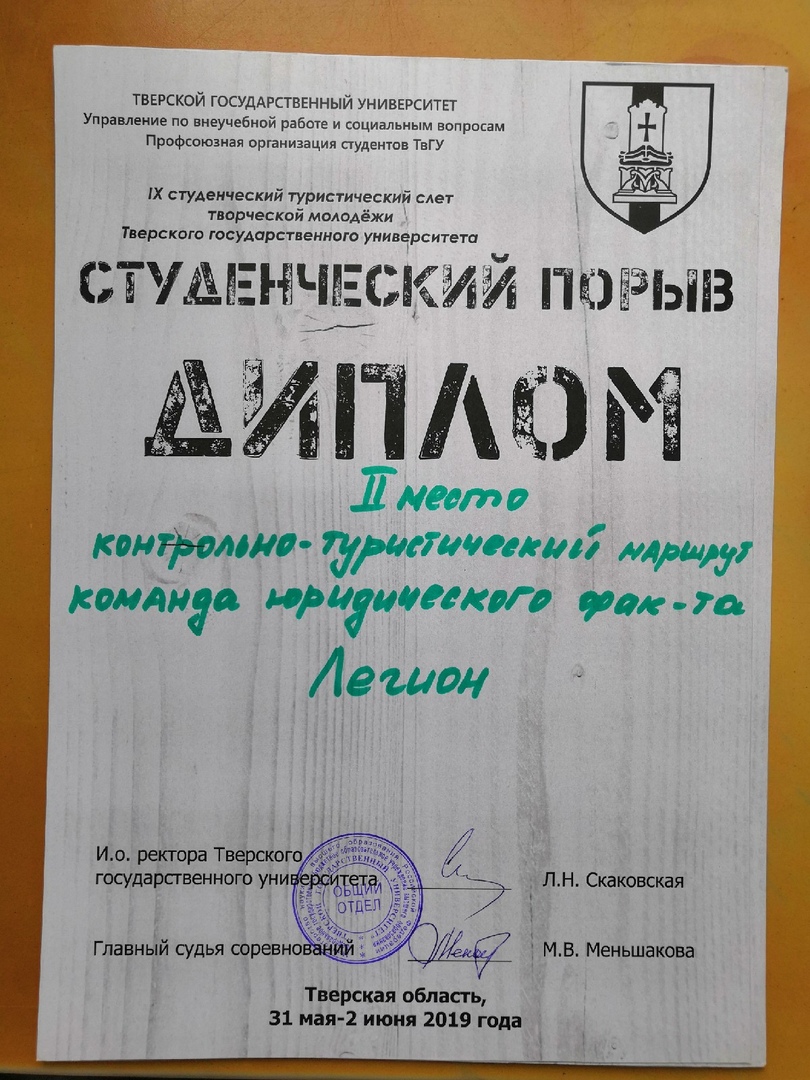 ТВЕРСКОЙ ГОСУДАРСТВЕННЫЙ УНИВЕРСИТЕТ
Управление по внеучебной работе и социальным вопросам
Профсоюзная организация студентов ТвГУ
IX студенческий туристический слет
творческой молодёжи
Тверского государственного университета
СТУДЕНЧЕСКИЙ ПОРЫВ
ДИПЛОМ
II место
контрольно-туристический маршрут
команда юридического фак-та
Легион
И.о. ректора Тверского
государственного университета
Л.Н. Скаковская
ОБЩИЙ
ОТДЕЛ
Главный судья соревнований
М.В. Меньшакова
Тверская область,
31 мая-2 июня 2019 года